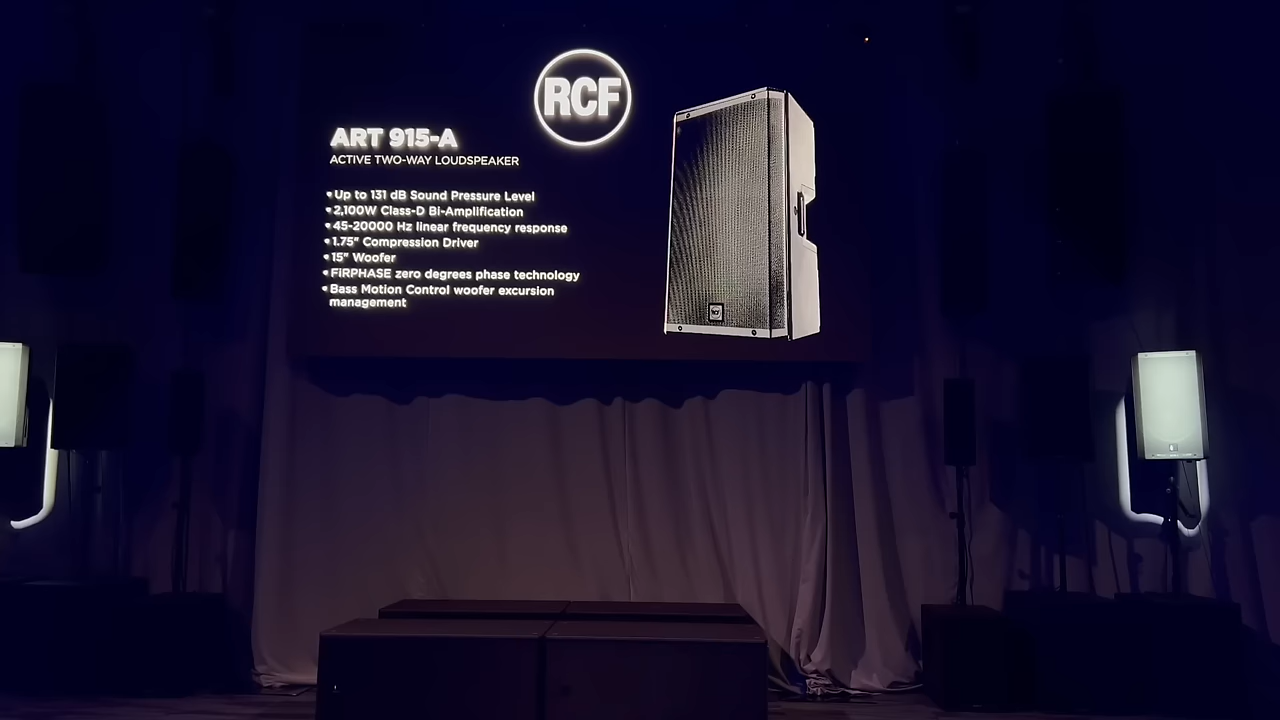 RCF
ART 915-A
ACTIVE TWO-WAY LOUDSPEAKER
• Up to 131 dB Sound Pressure Level
• 2,100W Class-D Bi-Amplification
• 45-20000 Hz linear frequency response
• 1.75" Compression Driver
• 15" Woofer
• FiRPHASE zero degrees phase technology
• Bass Motion Control woofer excursion
management
RCF